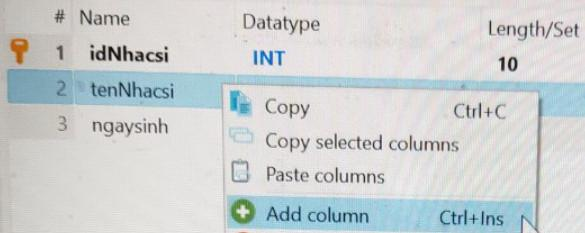 # Name Datatype Length/Set
1 idNhacsi INT 10
2 tenNhacsi
3 ngaysinh
Copy Ctrl+C
Copy selected columns
Paste columns
Add column Ctrl+Ins